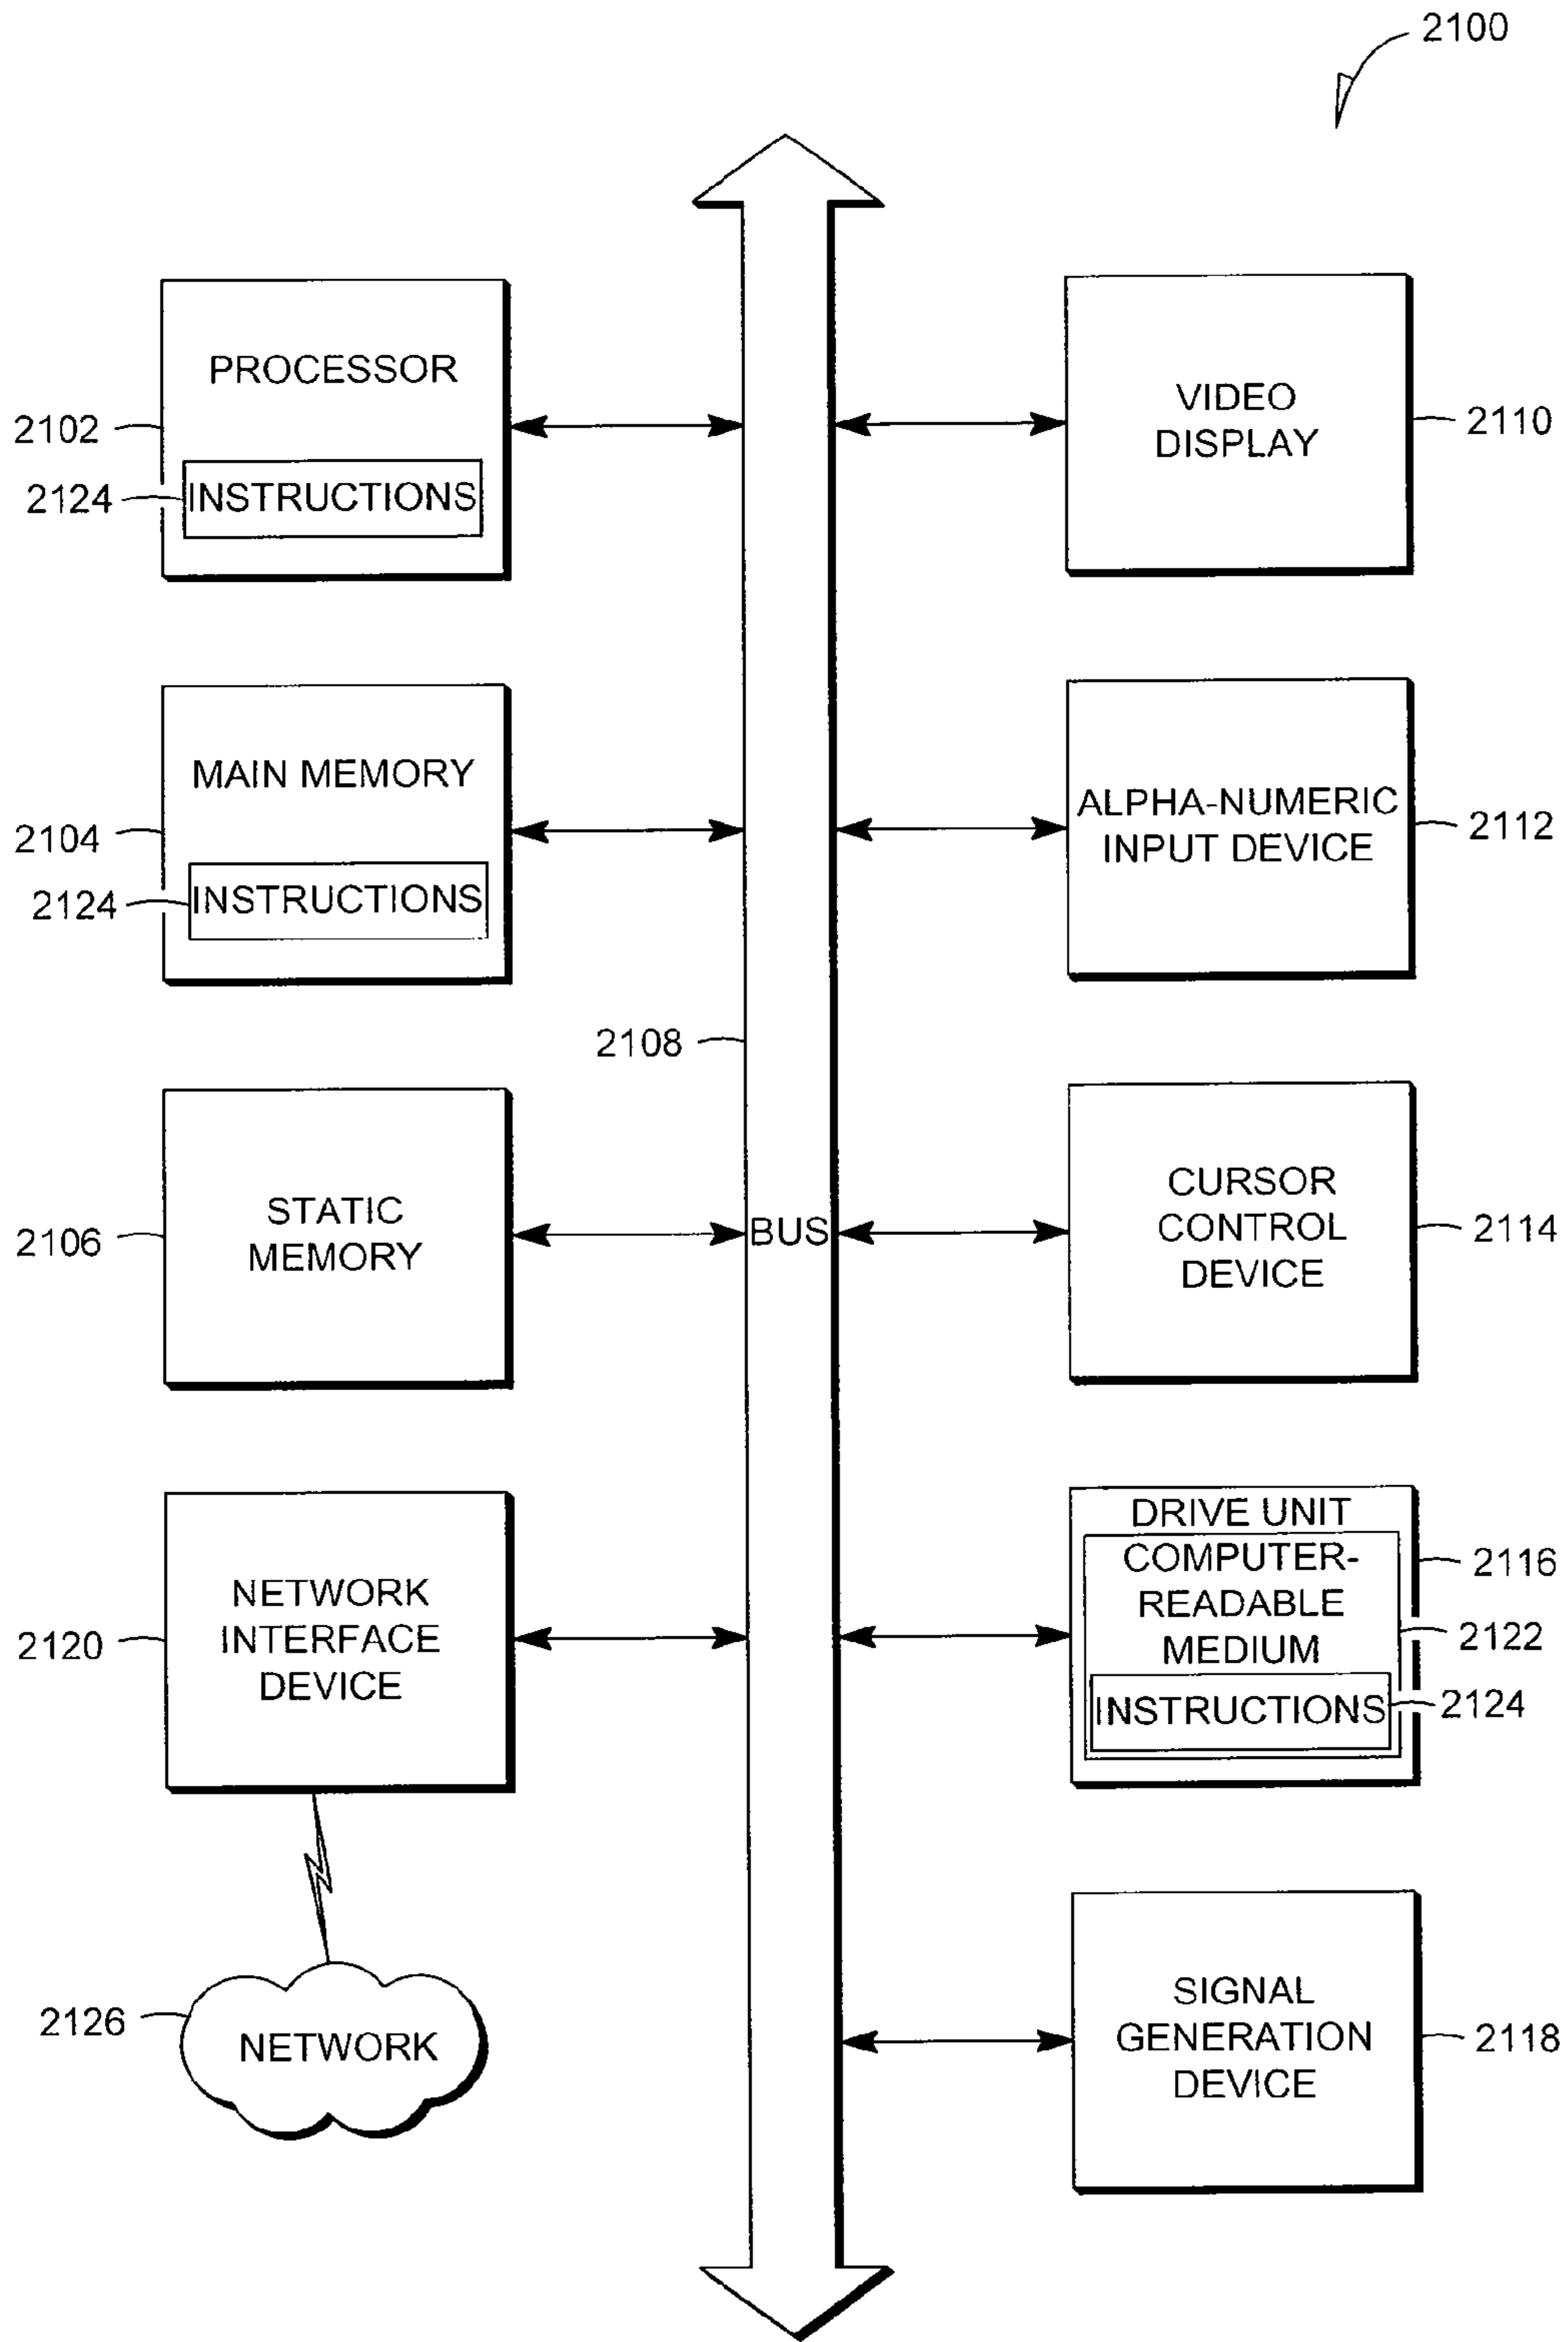 2100
PROCESSOR
2102
2124
INSTRUCTIONS
VIDEO
DISPLAY
2110
MAIN MEMORY
2104
2124
INSTRUCTIONS
ALPHA-NUMERIC
INPUT DEVICE
2112
2108
STATIC
MEMORY
2106
BUS
CURSOR
CONTROL
DEVICE
2114
NETWORK
INTERFACE
DEVICE
2120
DRIVE UNIT
COMPUTER-
READABLE
MEDIUM
INSTRUCTIONS
2116
2122
2124
2126
NETWORK
SIGNAL
GENERATION
DEVICE
2118